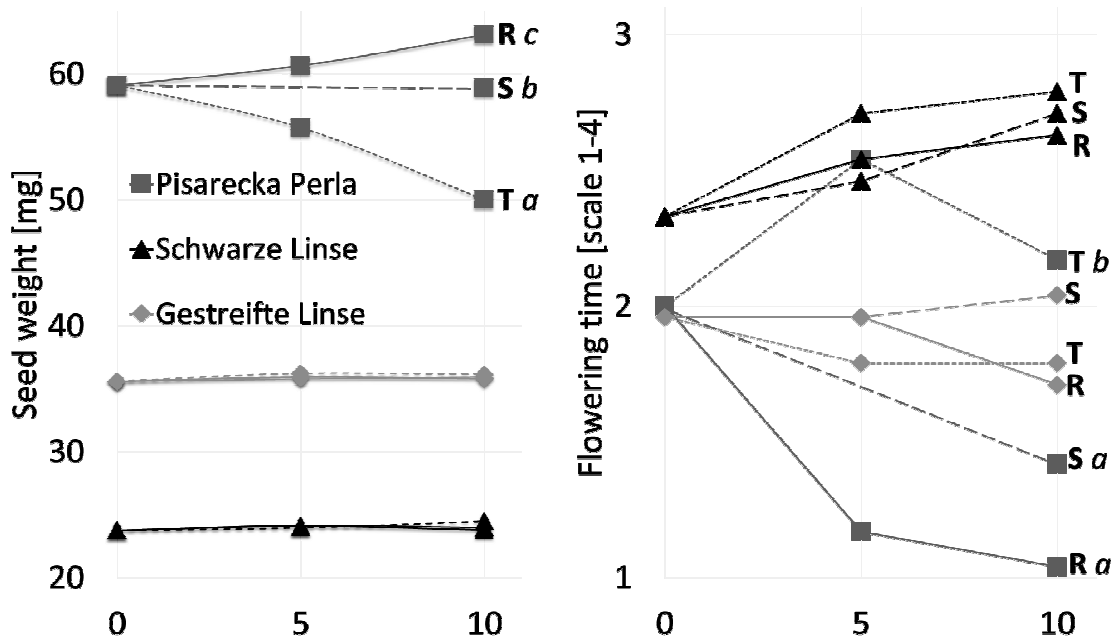 Seed weight [mg]
60
50
40
30
20
0
5
10
R c
S b
T a
Pisarecka Perla
Schwarze Linse
Gestreifte Linse
Flowering time [scale 1-4]
3
2
1
0
5
10
T
S
R
T b
S
T
R
S a
R a